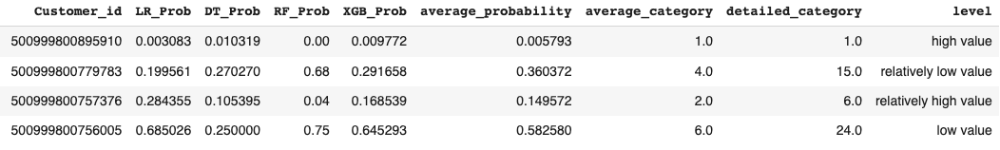 Customer_id LR_Prob DT_Prob RF_Prob XGB_Prob average_probability average_category detailed_category level
500999800895910 0.003083 0.010319 0.00 0.009772 0.005793 1.0 1.0 high value
500999800779783 0.199561 0.270270 0.68 0.291658 0.360372 4.0 15.0 relatively low value
500999800757376 0.284355 0.105395 0.04 0.168539 0.149572 2.0 6.0 relatively high value
500999800756005 0.685026 0.250000 0.75 0.645293 0.582580 6.0 24.0 low value